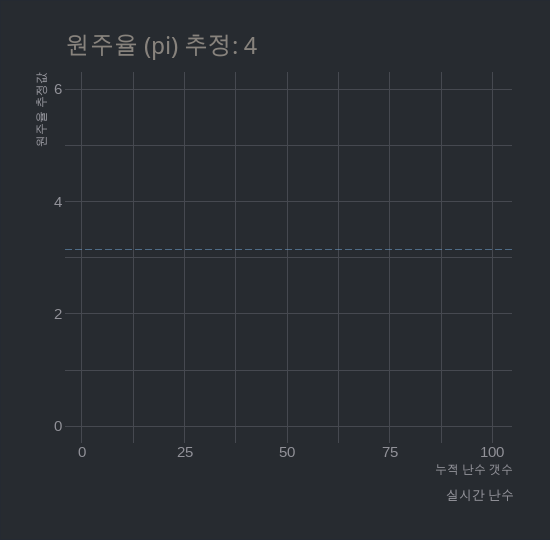 원주율 (pi) 추정: 4
원주율 추정값
6
4
2
0
0 25 50 75 100
누적 난수 갯수
실시간 난수